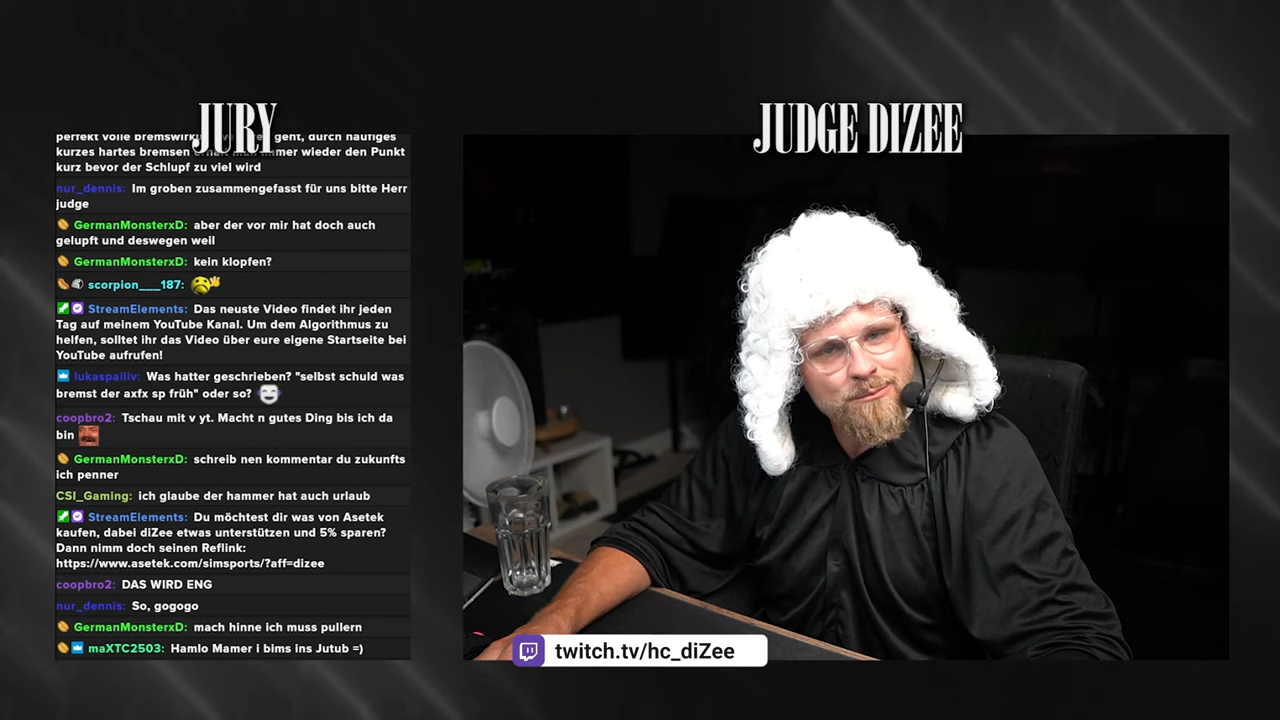 JURY
JUDGE DIZEE
perfekt volle geht, durch häufiges
kurzes hartes bremsen immer wieder den Punkt
kurz bevor der Schlupf zu viel wird
nur_dennis: Im groben zusammengefasst für uns bitte Herr
judge
GermanMonsterxD: aber der vor mir hat doch auch
gelupft und deswegen weil
GermanMonsterxD: kein klopfen?
scorpion___187:
StreamElements: Das neuste Video findet ihr jeden
Tag auf meinem YouTube Kanal. Um dem Algorithmus zu
helfen, solltet ihr das Video über eure eigene Startseite bei
YouTube aufrufen!
lukaspalliv: Was hatter geschrieben? "selbst schuld was
bremst der axfx sp früh" oder so?
coopbro2: Tschau mit v yt. Macht n gutes Ding bis ich da
bin
GermanMonsterxD: schreib nen kommentar du zukunfts
ich penner
CSI_Gaming: ich glaube der hammer hat auch urlaub
StreamElements: Du möchtest dir was von Asetek
kaufen, dabei diZee etwas unterstützen und 5% sparen?
Dann nimm doch seinen Reflink:
https://www.asetek.com/simsports/?aff=dizee
coopbro2: DAS WIRD ENG
nur_dennis: So, gogogo
GermanMonsterxD: mach hinne ich muss pullern
maXTC2503: Hamlo Mamer i bims ins Jutub =)
twitch.tv/hc_diZee